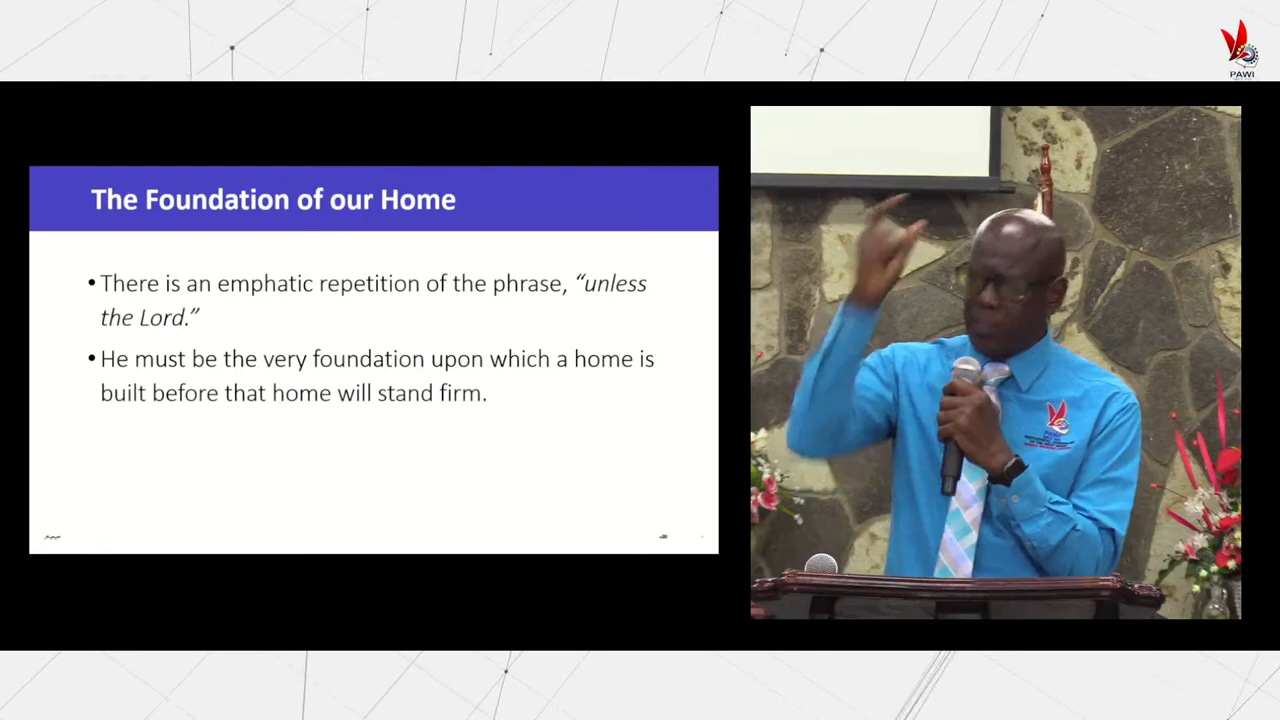 PAWI
The Foundation of our Home
•There is an emphatic repetition of the phrase, “unless
the Lord.”
•He must be the very foundation upon which a home is
built before that home will stand firm.